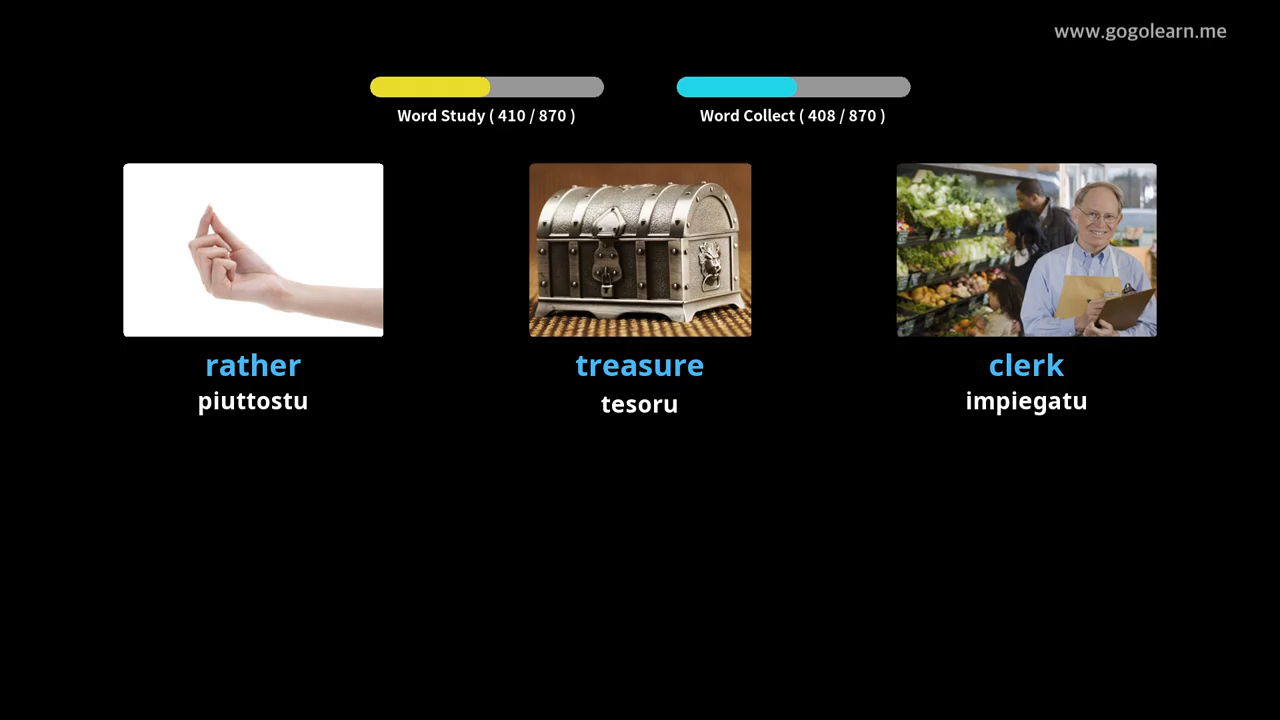 www.gogolearn.me
Word Study ( 410 / 870 )
Word Collect ( 408 / 870 )
rather
piuttostu
treasure
tesoru
clerk
impiegatu